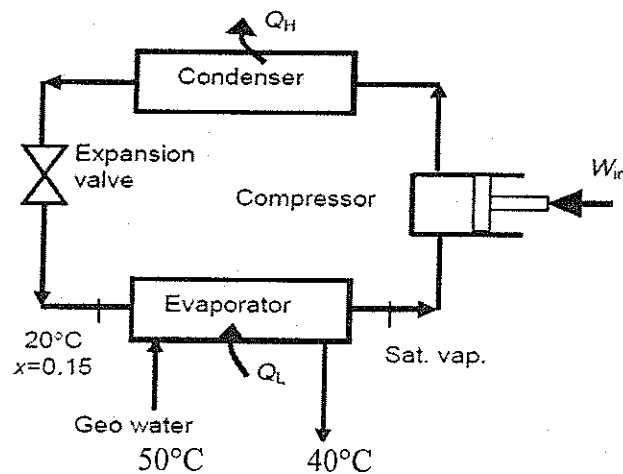 Q_H
Condenser
Expansion
valve
Compressor
W_in
Evaporator
20°C
x=0.15
Q_L
Sat. vap.
Geo water
50°C
40°C